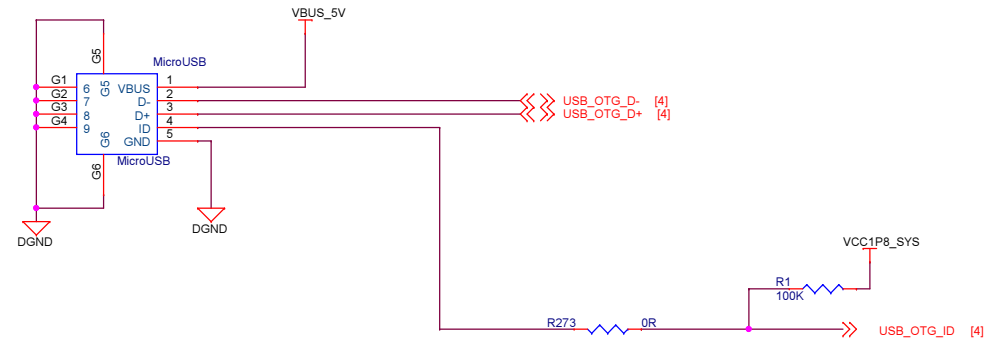 VBUS_5V
G5
MicroUSB
G1 6 G5 VBUS 1
G2 7 D- 2 USB_OTG_D- [4]
G3 8 D+ 3 USB_OTG_D+ [4]
G4 9 ID 4
G6 GND 5
MicroUSB
G6
DGND
DGND
VCC1P8_SYS
R1
100K
R273 0R
USB_OTG_ID [4]